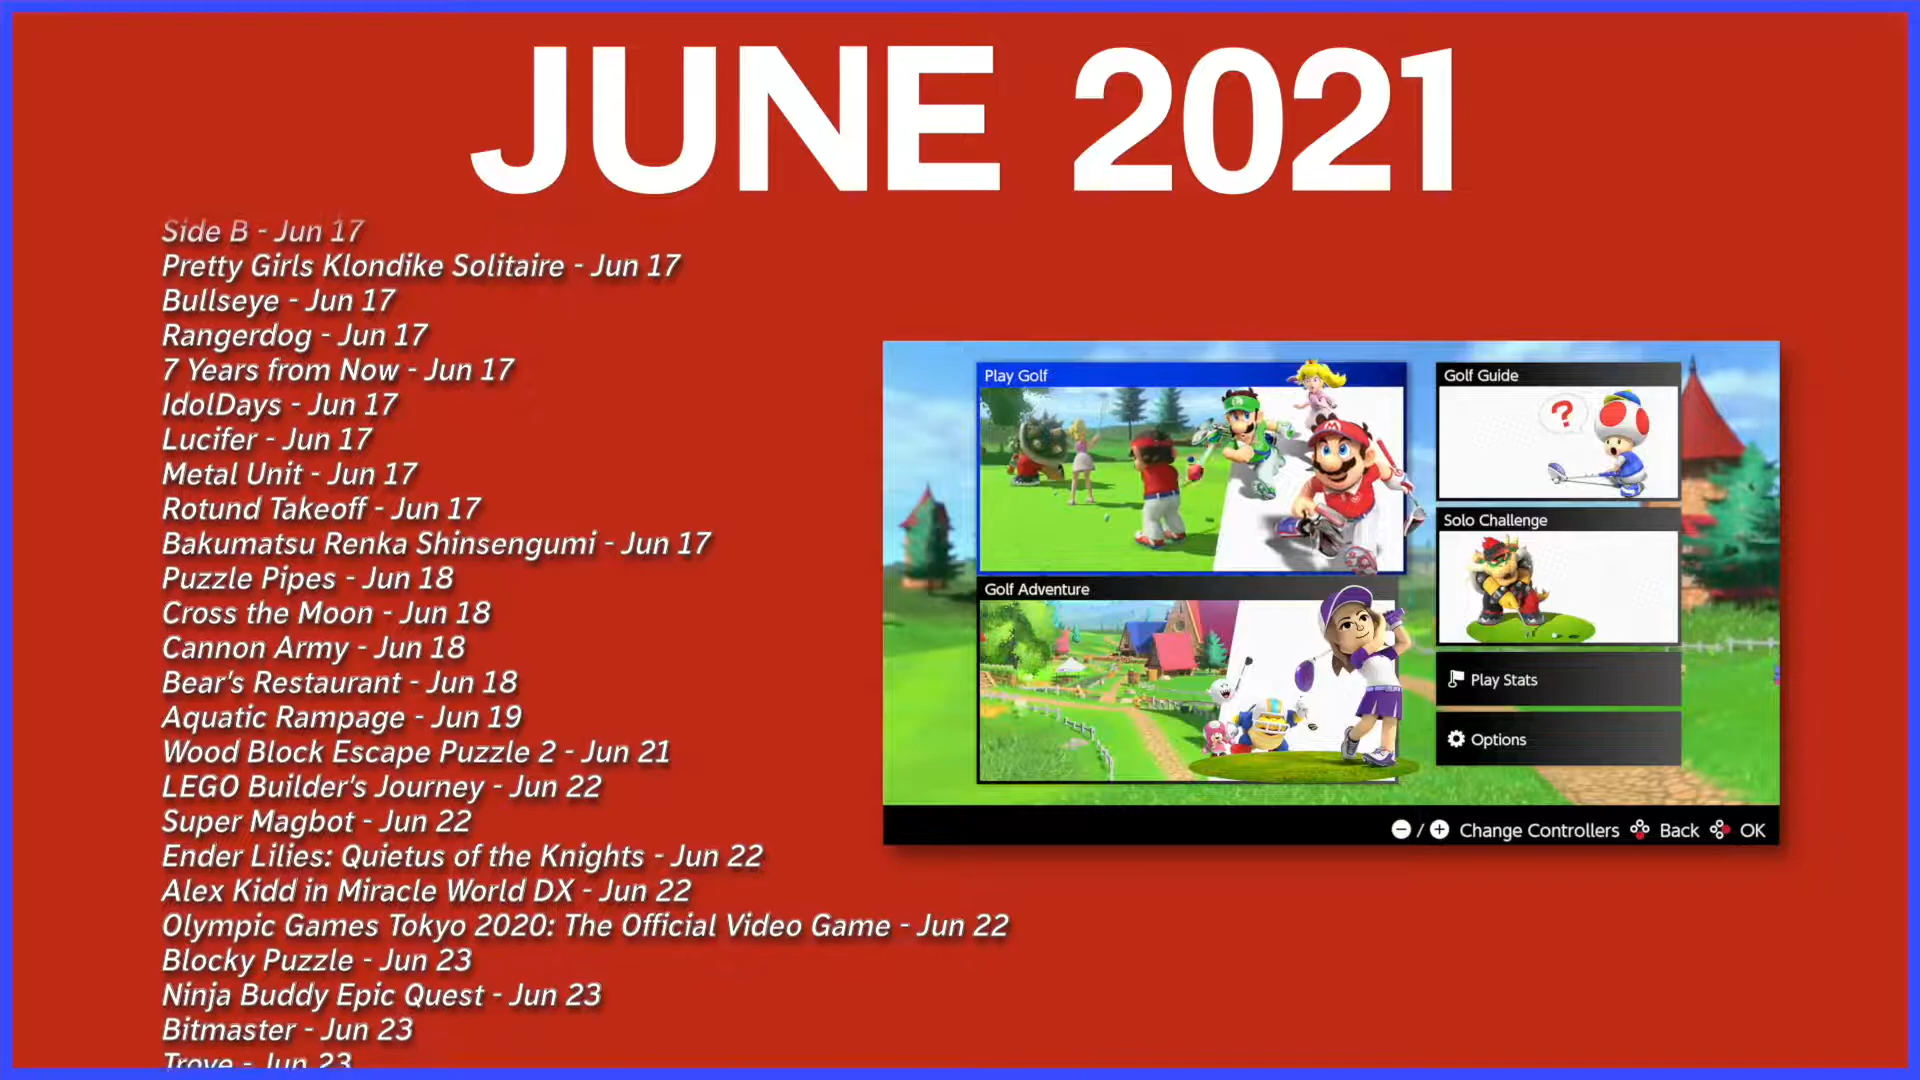 JUNE 2021
Side B - Jun 17
Pretty Girls Klondike Solitaire - Jun 17
Bullseye - Jun 17
Rangerdog - Jun 17
7 Years from Now - Jun 17
IdolDays - Jun 17
Lucifer - Jun 17
Metal Unit - Jun 17
Rotund Takeoff - Jun 17
Bakumatsu Renka Shinsengumi - Jun 17
Puzzle Pipes - Jun 18
Cross the Moon - Jun 18
Cannon Army - Jun 18
Bear's Restaurant - Jun 18
Aquatic Rampage - Jun 19
Wood Block Escape Puzzle 2 - Jun 21
LEGO Builder's Journey - Jun 22
Super Magbot - Jun 22
Ender Lilies: Quietus of the Knights - Jun 22
Alex Kidd in Miracle World DX - Jun 22
Olympic Games Tokyo 2020: The Official Video Game - Jun 22
Blocky Puzzle - Jun 23
Ninja Buddy Epic Quest - Jun 23
Bitmaster - Jun 23
Trove - Jun 23
Play Golf
Golf Adventure
Golf Guide
?
Solo Challenge
Play Stats
Options
- / + Change Controllers Back OK